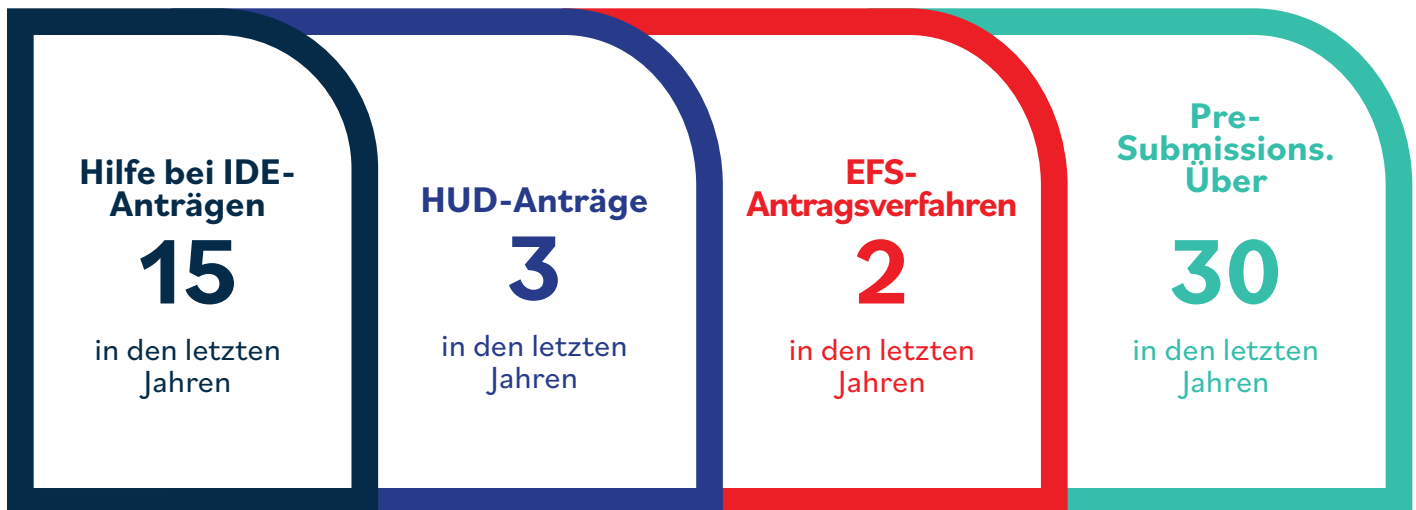 Hilfe bei IDE-
Anträgen
15
in den letzten
Jahren
HUD-Anträge
3
in den letzten
Jahren
EFS-
Antragsverfahren
2
in den letzten
Jahren
Pre-
Submissions.
Über
30
in den letzten
Jahren